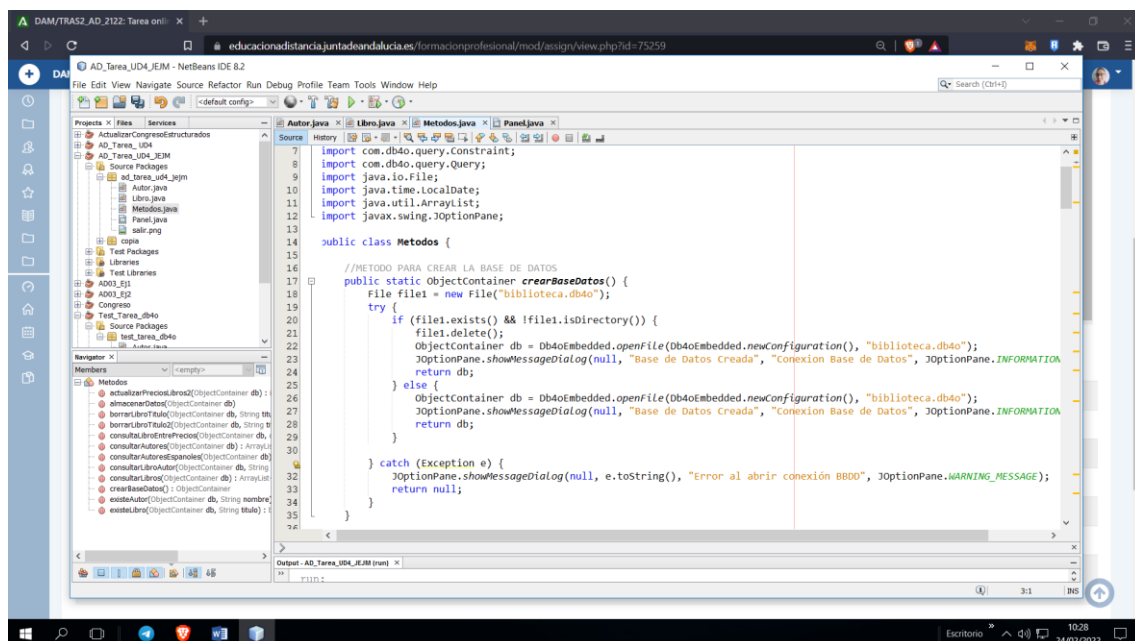 DAM/TRAS2_AD_2122: Tarea onlin
educacionadistancia.juntadeandalucia.es/formacionprofesional/mod/assign/view.php?id=75259
AD_Tarea_UD4_JEJM - NetBeans IDE 8.2
File Edit View Navigate Source Refactor Run Debug Profile Team Tools Window Help
Search (Ctrl+I)
<default config>
Projects Files Services
ActualizarCongresoEstructurados
AD_Tarea_ UD4
AD_Tarea_UD4_JEJM
Source Packages
ad_tarea_ud4_jejm
Autor.java
Libro.java
Metodos.java
Panel.java
salir.png
copia
Test Packages
Libraries
Test Libraries
AD03_Ej1
AD03_Ej2
Congreso
Test_Tarea_db4o
Source Packages
test_tarea_db4o
Autor.java
Navigator
Members <empty>
Metodos
actualizarPreciosLibros2(ObjectContainer db) :
almacenarDatos(ObjectContainer db)
borrarLibroTitulo(ObjectContainer db, String titu
borrarLibroTitulo2(ObjectContainer db, String ti
consultaLibroEntrePrecios(ObjectContainer db,
consultarAutores(ObjectContainer db) : ArrayLis
consultarAutoresEspanoles(ObjectContainer db)
consultarLibroAutor(ObjectContainer db, String
consultarLibros(ObjectContainer db) : ArrayList
crearBaseDatos() : ObjectContainer
existeAutor(ObjectContainer db, String nombre)
existeLibro(ObjectContainer db, String titulo) :
Autor.java Libro.java Metodos.java Panel.java
Source History
7 import com.db4o.query.Constraint;
8 import com.db4o.query.Query;
9 import java.io.File;
10 import java.time.LocalDate;
11 import java.util.ArrayList;
12 import javax.swing.JOptionPane;
13
14 public class Metodos {
15
16 //METODO PARA CREAR LA BASE DE DATOS
17 public static ObjectContainer crearBaseDatos() {
18 File file1 = new File("biblioteca.db4o");
19 try {
20 if (file1.exists() && !file1.isDirectory()) {
21 file1.delete();
22 ObjectContainer db = Db4oEmbedded.openFile(Db4oEmbedded.newConfiguration(), "biblioteca.db4o");
23 JOptionPane.showMessageDialog(null, "Base de Datos Creada", "Conexion Base de Datos", JOptionPane.INFORMATION
24 return db;
25 } else {
26 ObjectContainer db = Db4oEmbedded.openFile(Db4oEmbedded.newConfiguration(), "biblioteca.db4o");
27 JOptionPane.showMessageDialog(null, "Base de Datos Creada", "Conexion Base de Datos", JOptionPane.INFORMATION
28 return db;
29 }
30
} catch (Exception e) {
32 JOptionPane.showMessageDialog(null, e.toString(), "Error al abrir conexión BBDD", JOptionPane.WARNING_MESSAGE);
33 return null;
34 }
35 }
36
Output - AD_Tarea_UD4_JEJM (run)
run:
3:1 INS
Escritorio 10:28
24/02/2022